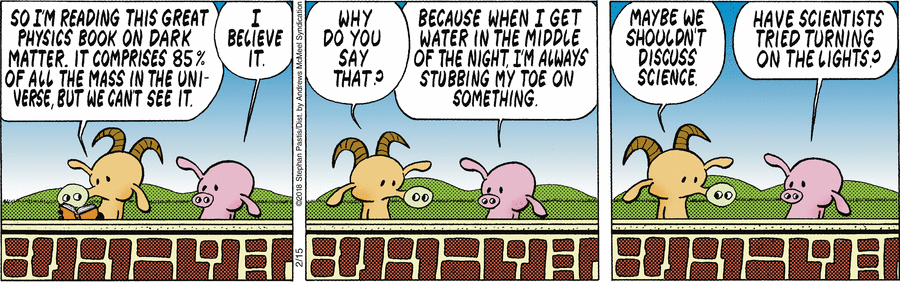 SO I'M READING THIS GREAT
PHYSICS BOOK ON DARK
MATTER. IT COMPRISES 85%
OF ALL THE MASS IN THE UNI-
VERSE, BUT WE CAN'T SEE IT.
I
BELIEVE
IT.
©2018 Stephan Pastis/Dist. by Andrews McMeel Syndication
2/15
WHY
DO YOU
SAY
THAT?
BECAUSE WHEN I GET
WATER IN THE MIDDLE
OF THE NIGHT, I'M ALWAYS
STUBBING MY TOE ON
SOMETHING.
MAYBE WE
SHOULDN'T
DISCUSS
SCIENCE.
HAVE SCIENTISTS
TRIED TURNING
ON THE LIGHTS?